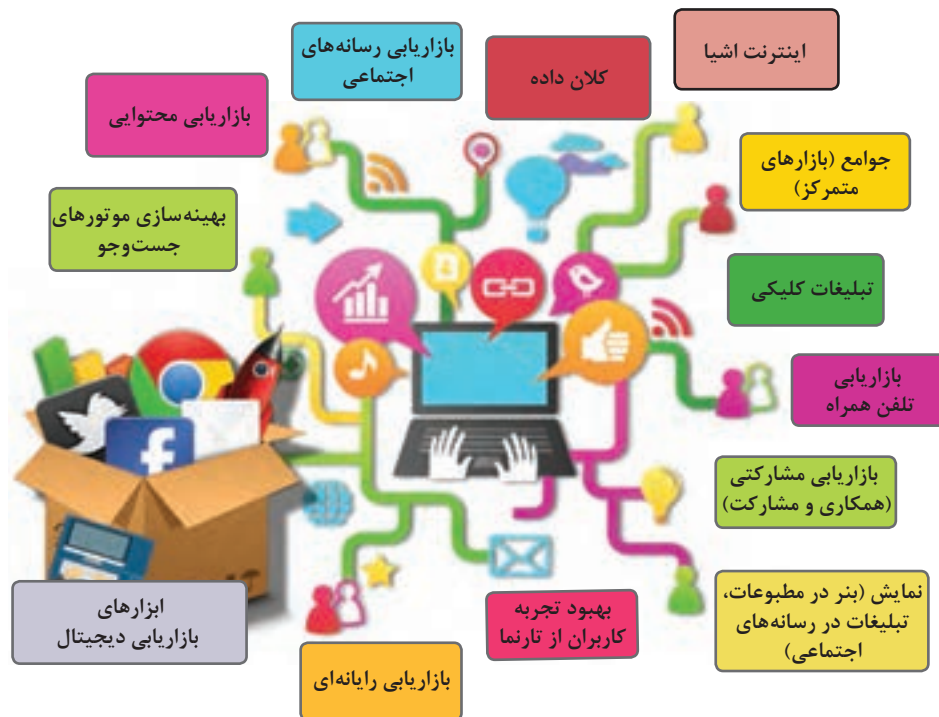 اینترنت اشیا
کلان داده
بازاریابی رسانه‌های
اجتماعی
بازاریابی محتوایی
جوامع (بازارهای
متمرکز)
بهینه‌سازی موتورهای
جست‌وجو
تبلیغات کلیکی
بازاریابی
تلفن همراه
بازاریابی مشارکتی
(همکاری و مشارکت)
نمایش (بنر در مطبوعات،
تبلیغات در رسانه‌های
اجتماعی)
بهبود تجربه
کاربران از تارنما
ابزارهای
بازاریابی دیجیتال
بازاریابی رایانه‌ای